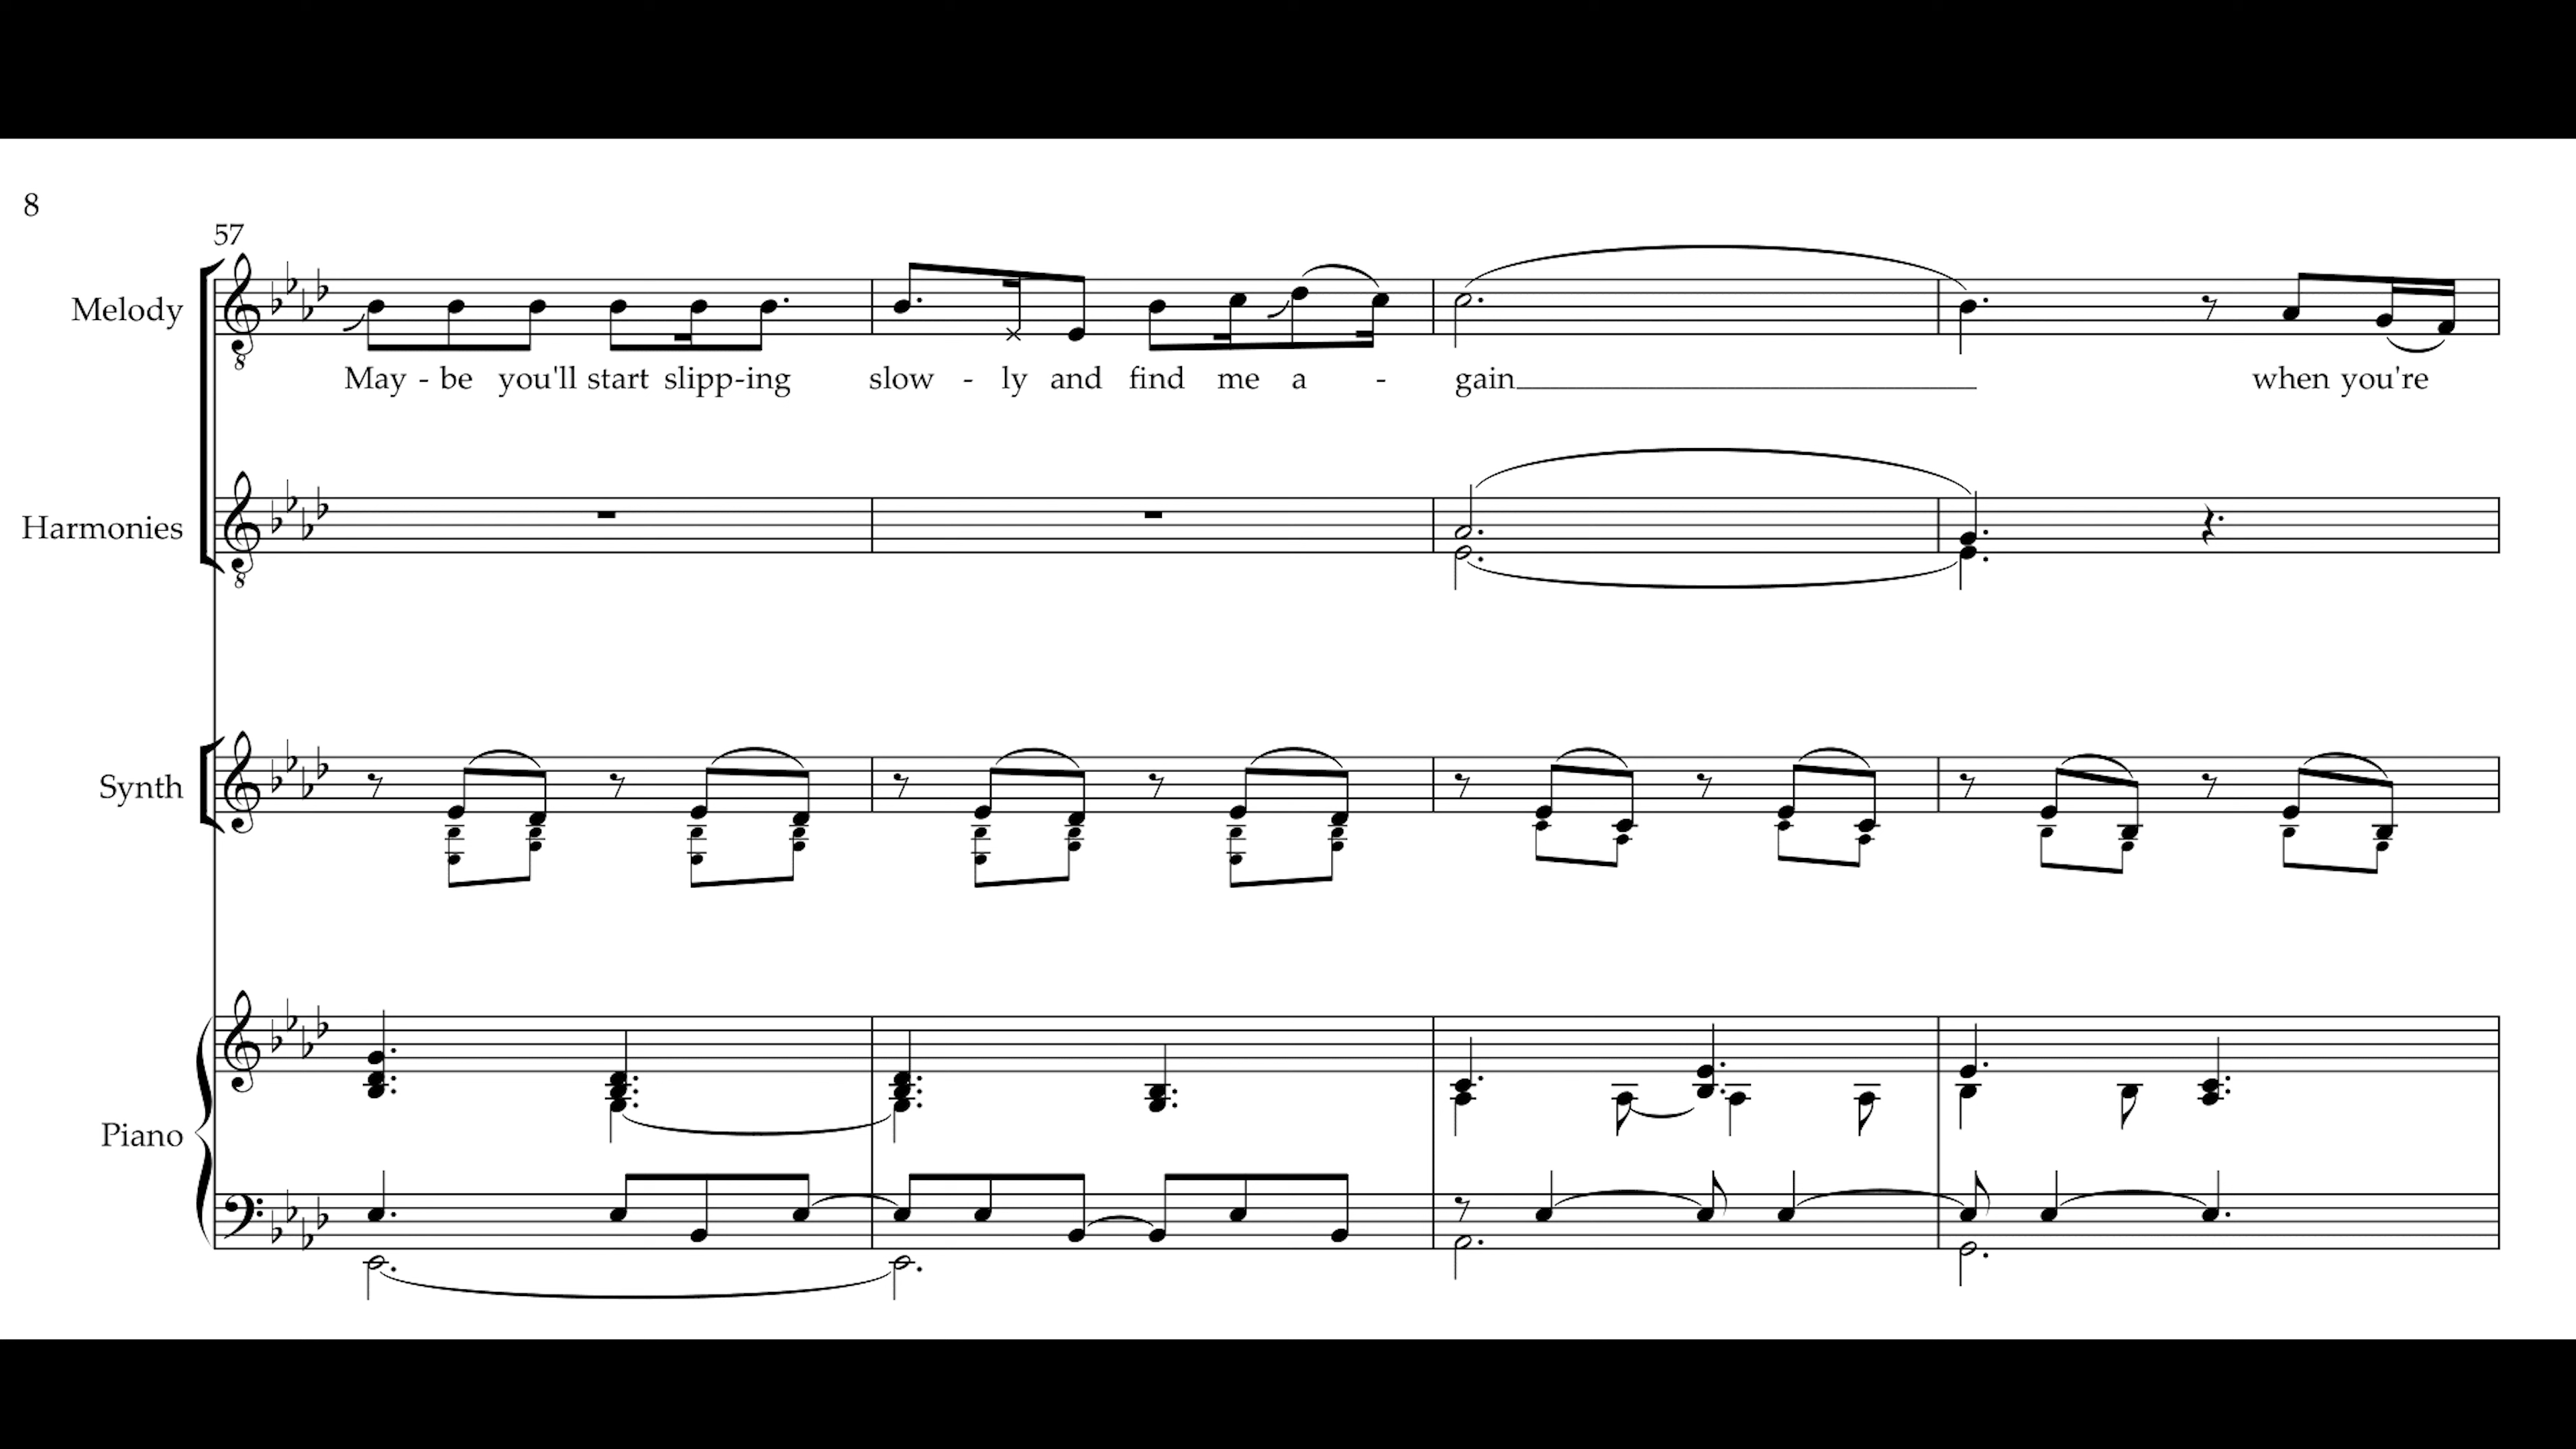 8
57
Melody
May - be you'll start slipp-ing slow - ly and find me a - gain when you're
Harmonies
Synth
Piano